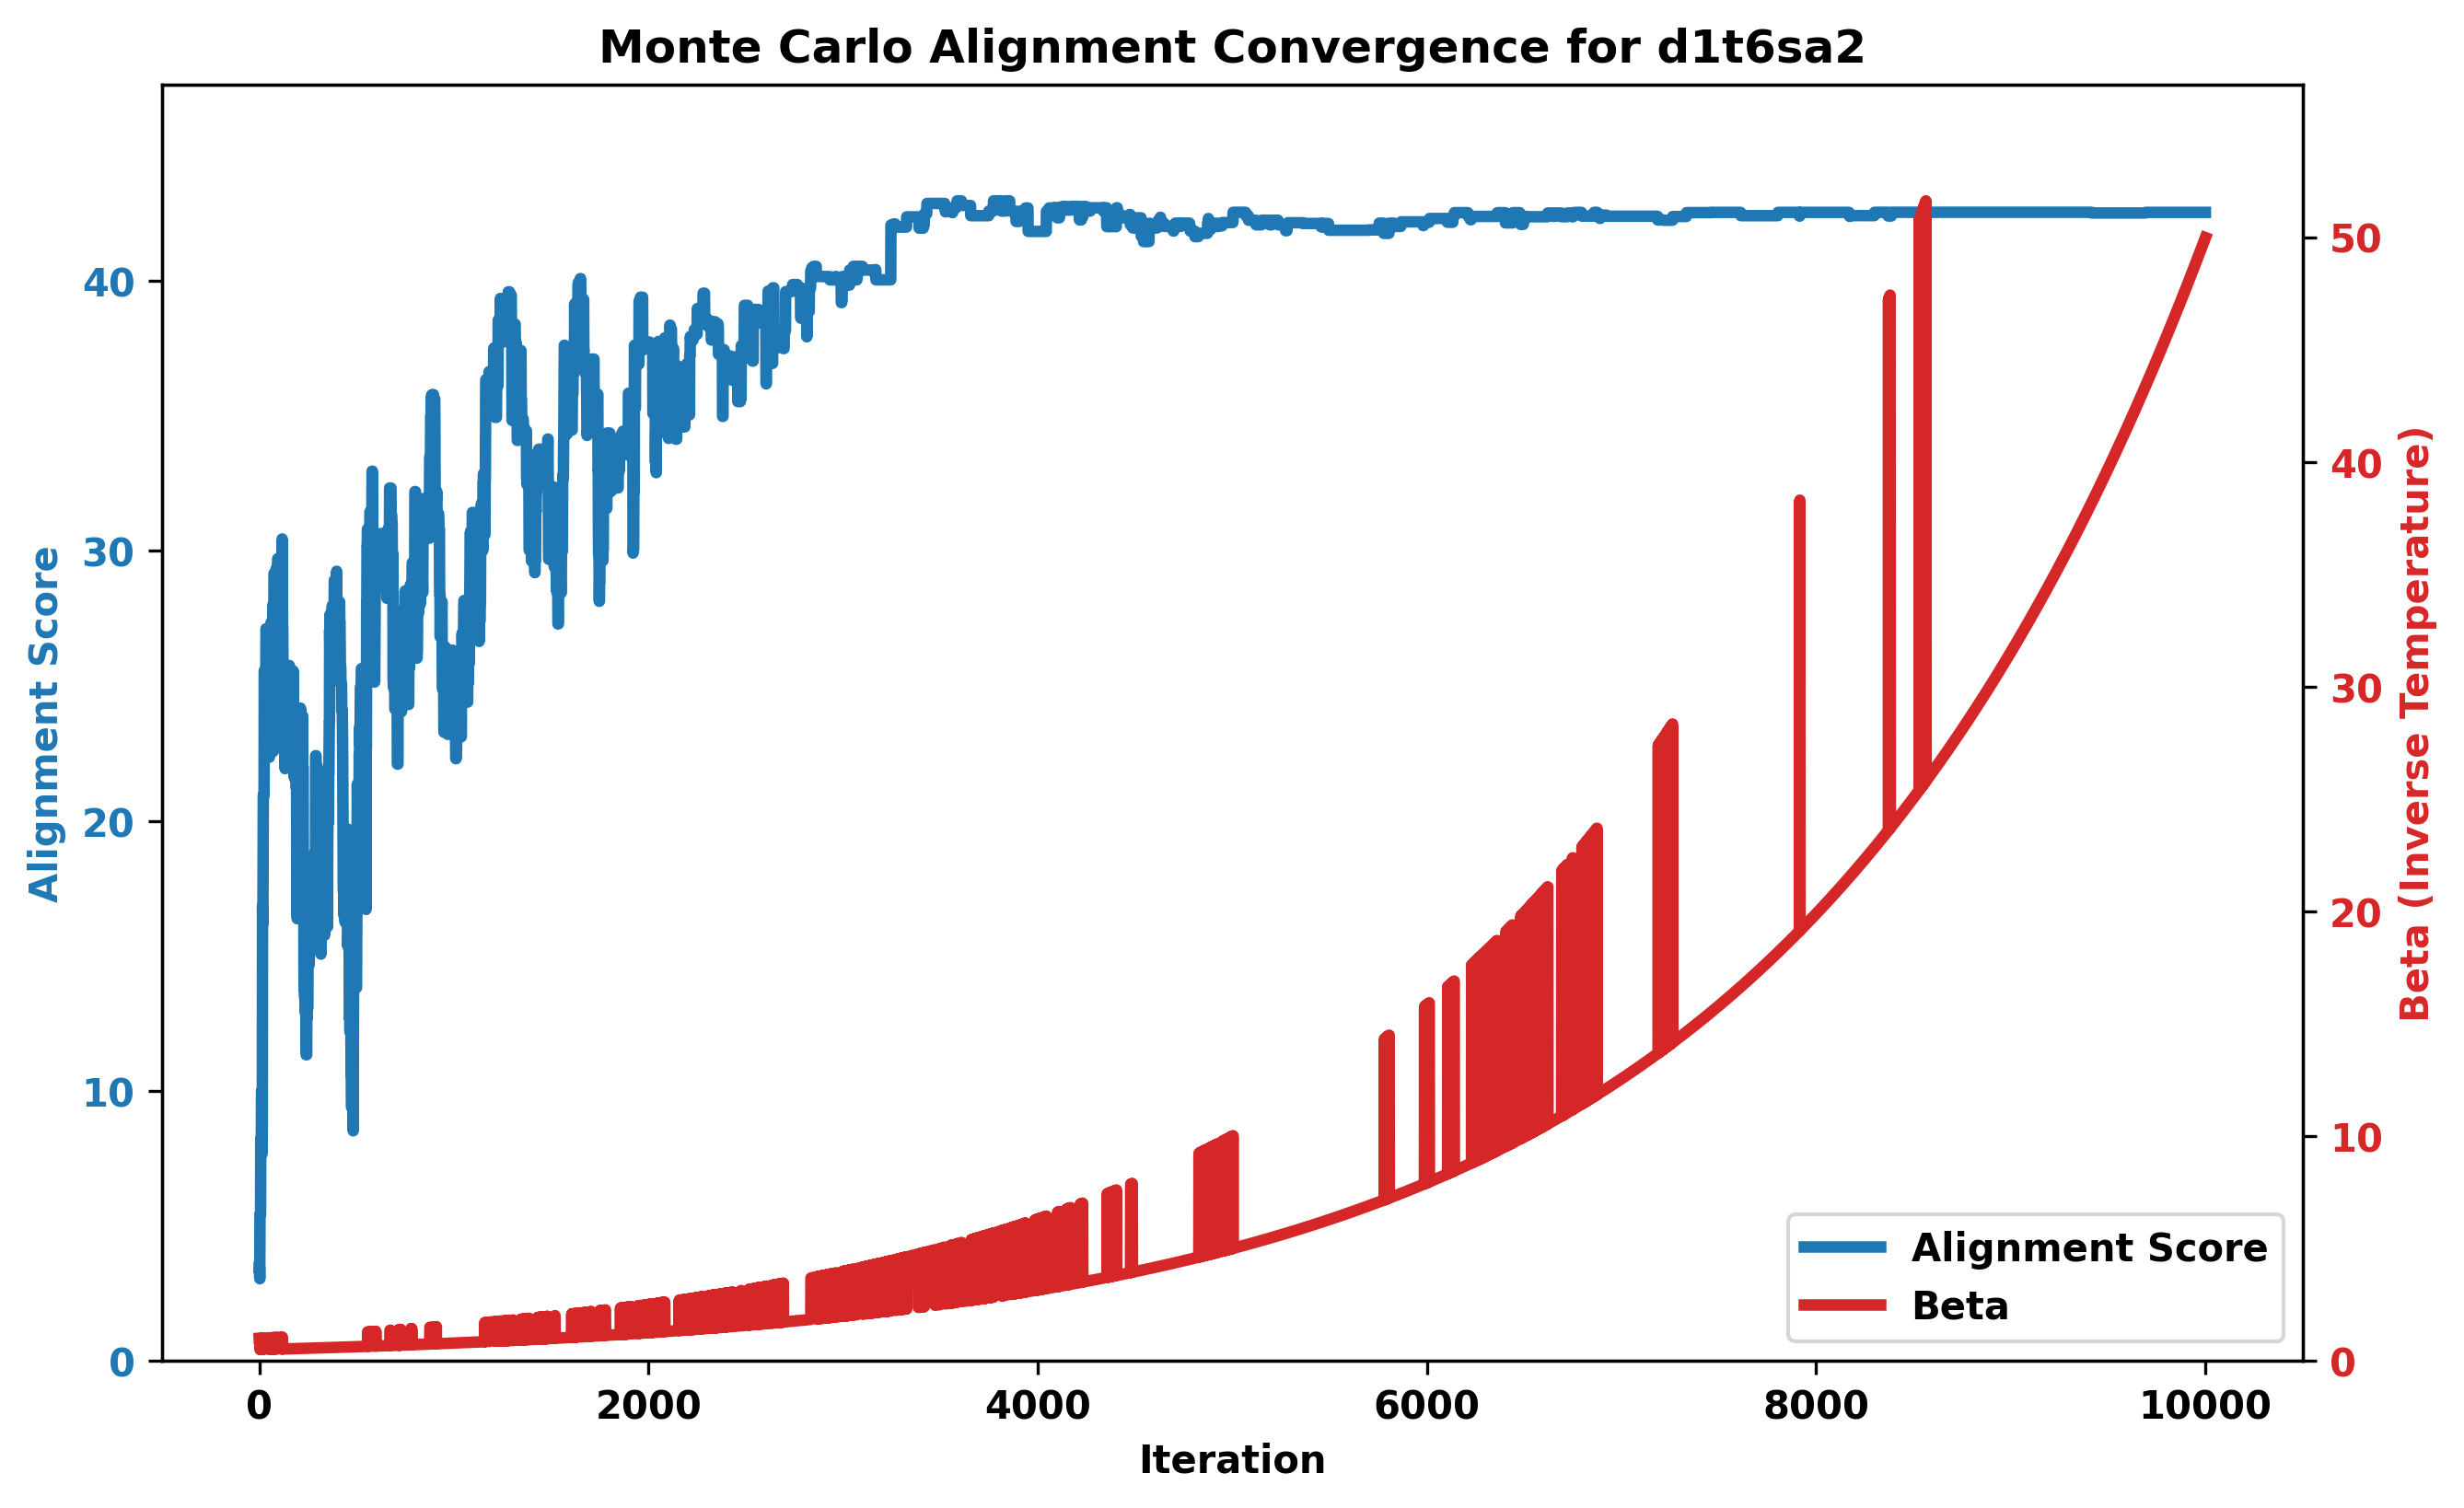 Monte Carlo Alignment Convergence for d1t6sa2
Alignment Score
40
30
20
10
0
50
40
30
20
10
0
Beta (Inverse Temperature)
Alignment Score
Beta
0 2000 4000 6000 8000 10000
Iteration